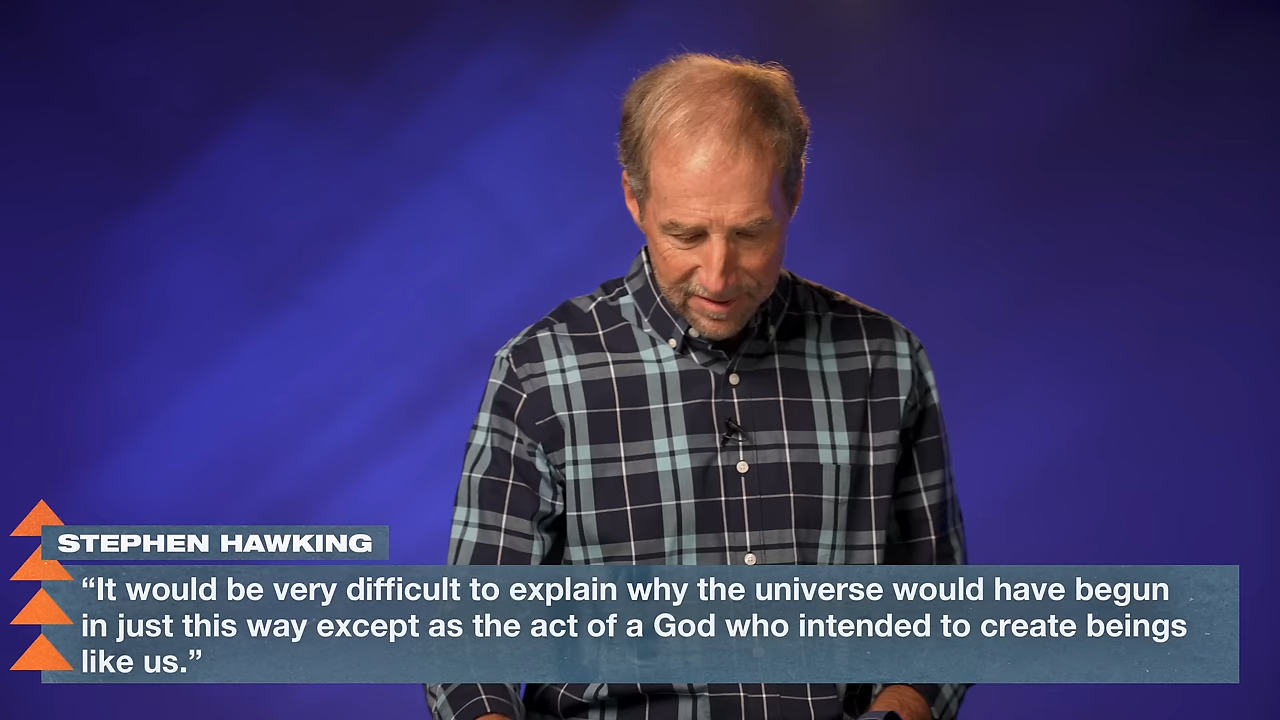 STEPHEN HAWKING
“It would be very difficult to explain why the universe would have begun
in just this way except as the act of a God who intended to create beings
like us.”